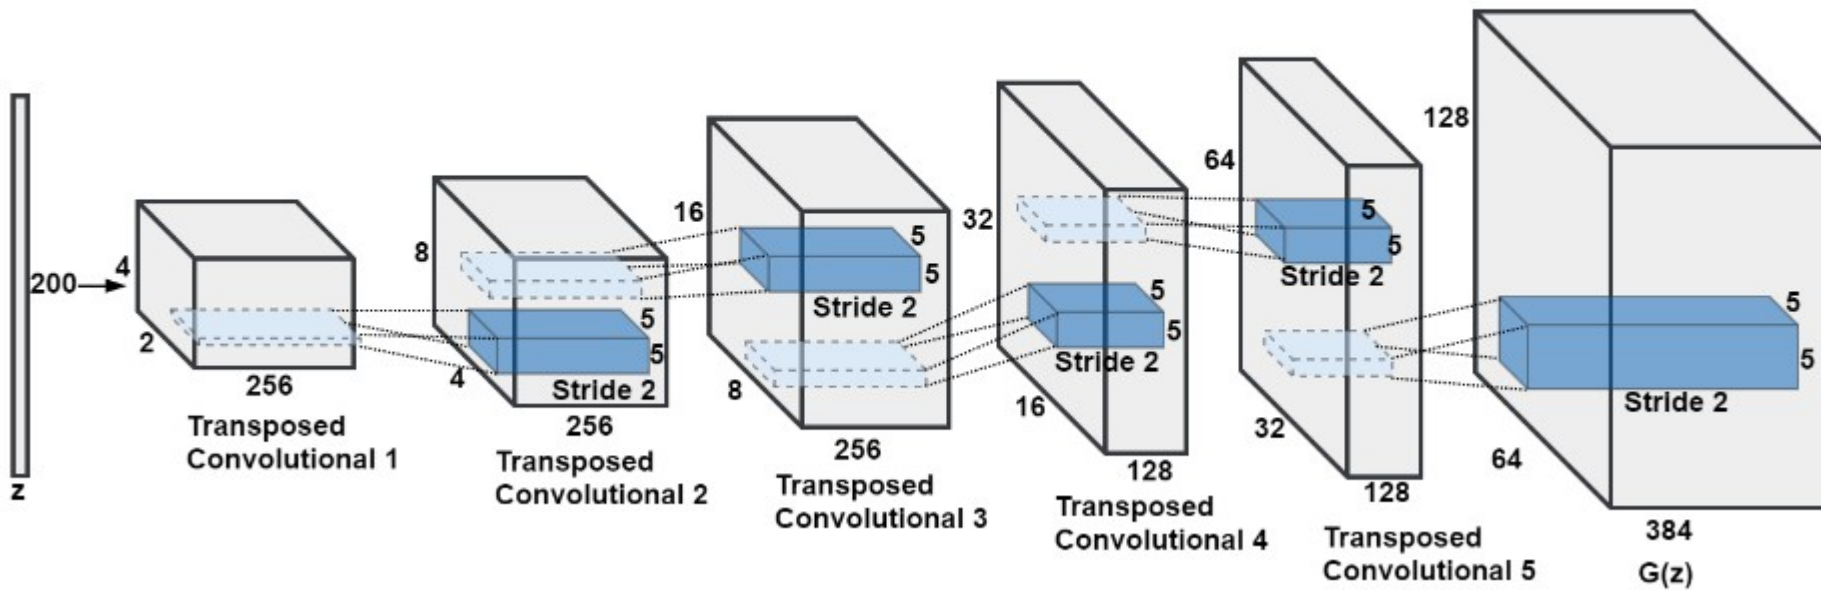 z
200
4
2
256
Transposed
Convolutional 1
8
4
5
5
Stride 2
256
Transposed
Convolutional 2
16
8
5
5
Stride 2
256
Transposed
Convolutional 3
32
16
5
5
Stride 2
128
Transposed
Convolutional 4
64
32
5
5
Stride 2
128
Transposed
Convolutional 5
128
64
5
5
Stride 2
384
G(z)